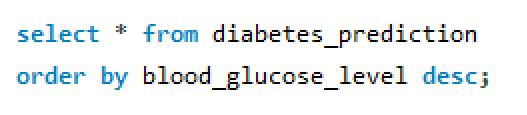 select * from diabetes_prediction
order by blood_glucose_level desc;